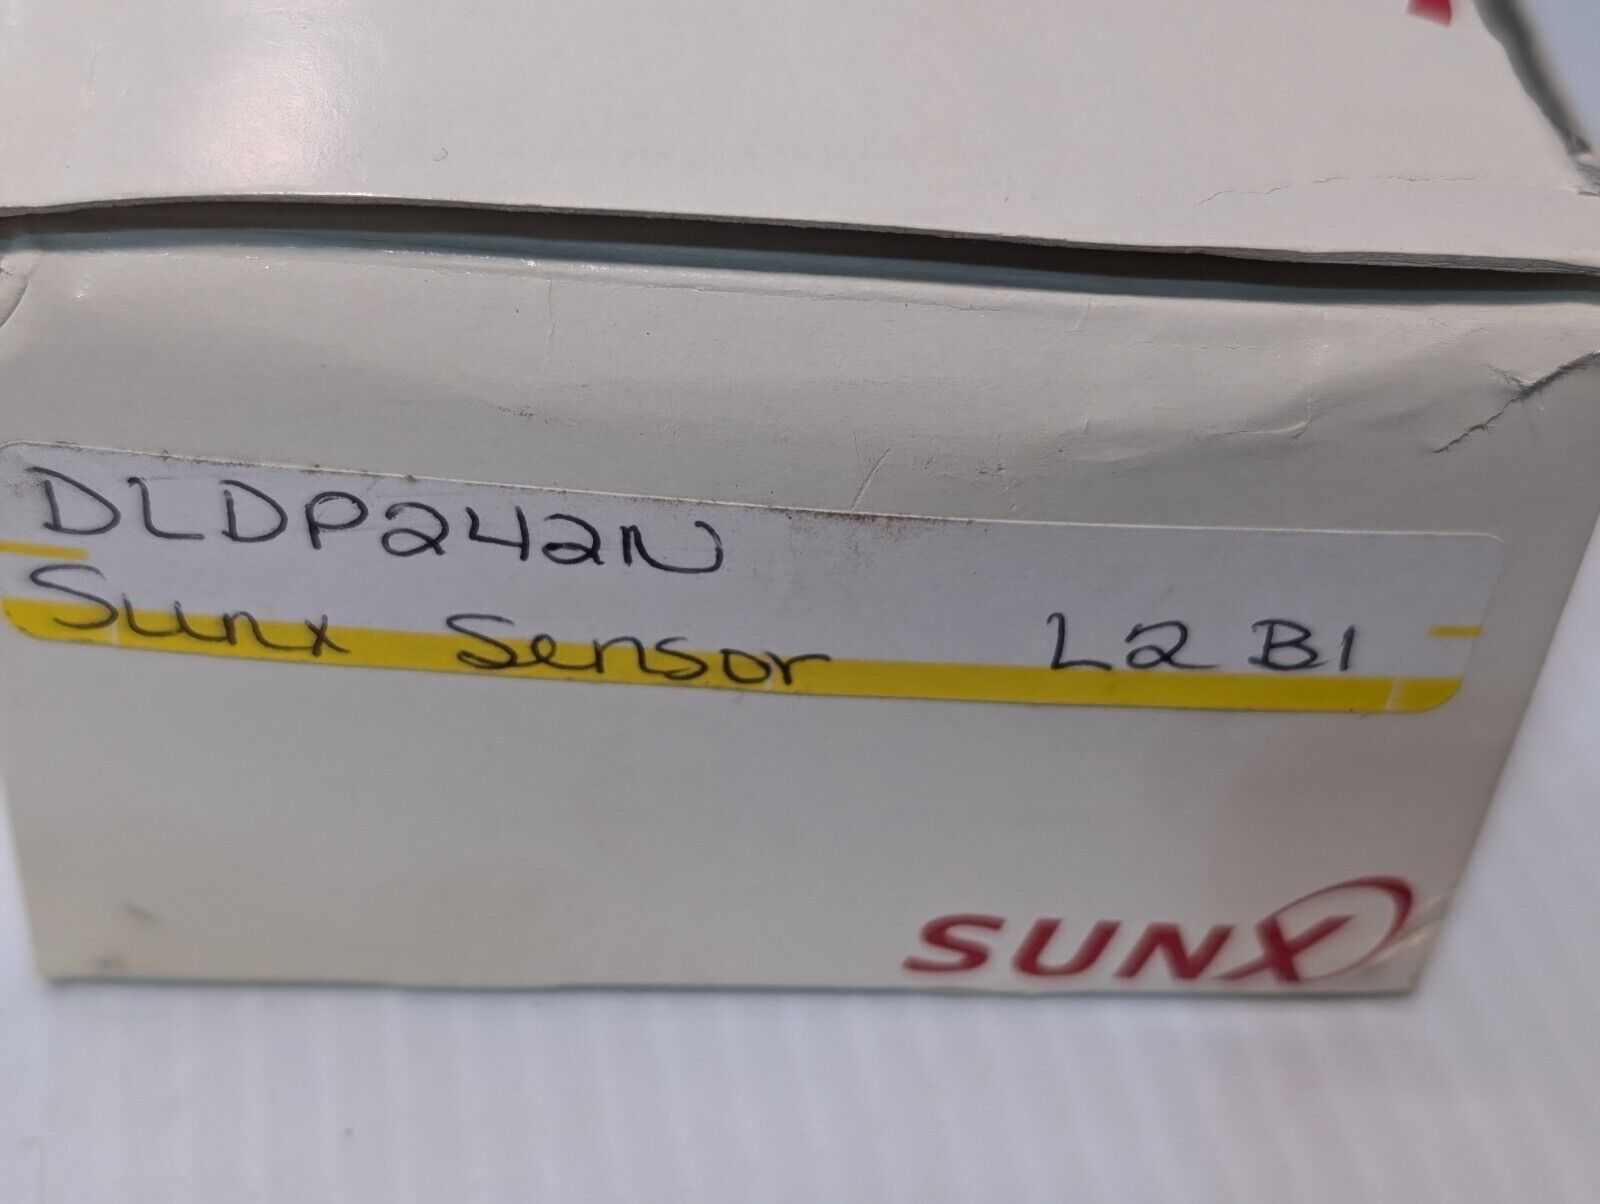 DLDP242N
Sunx Sensor L2 B1
SUNX